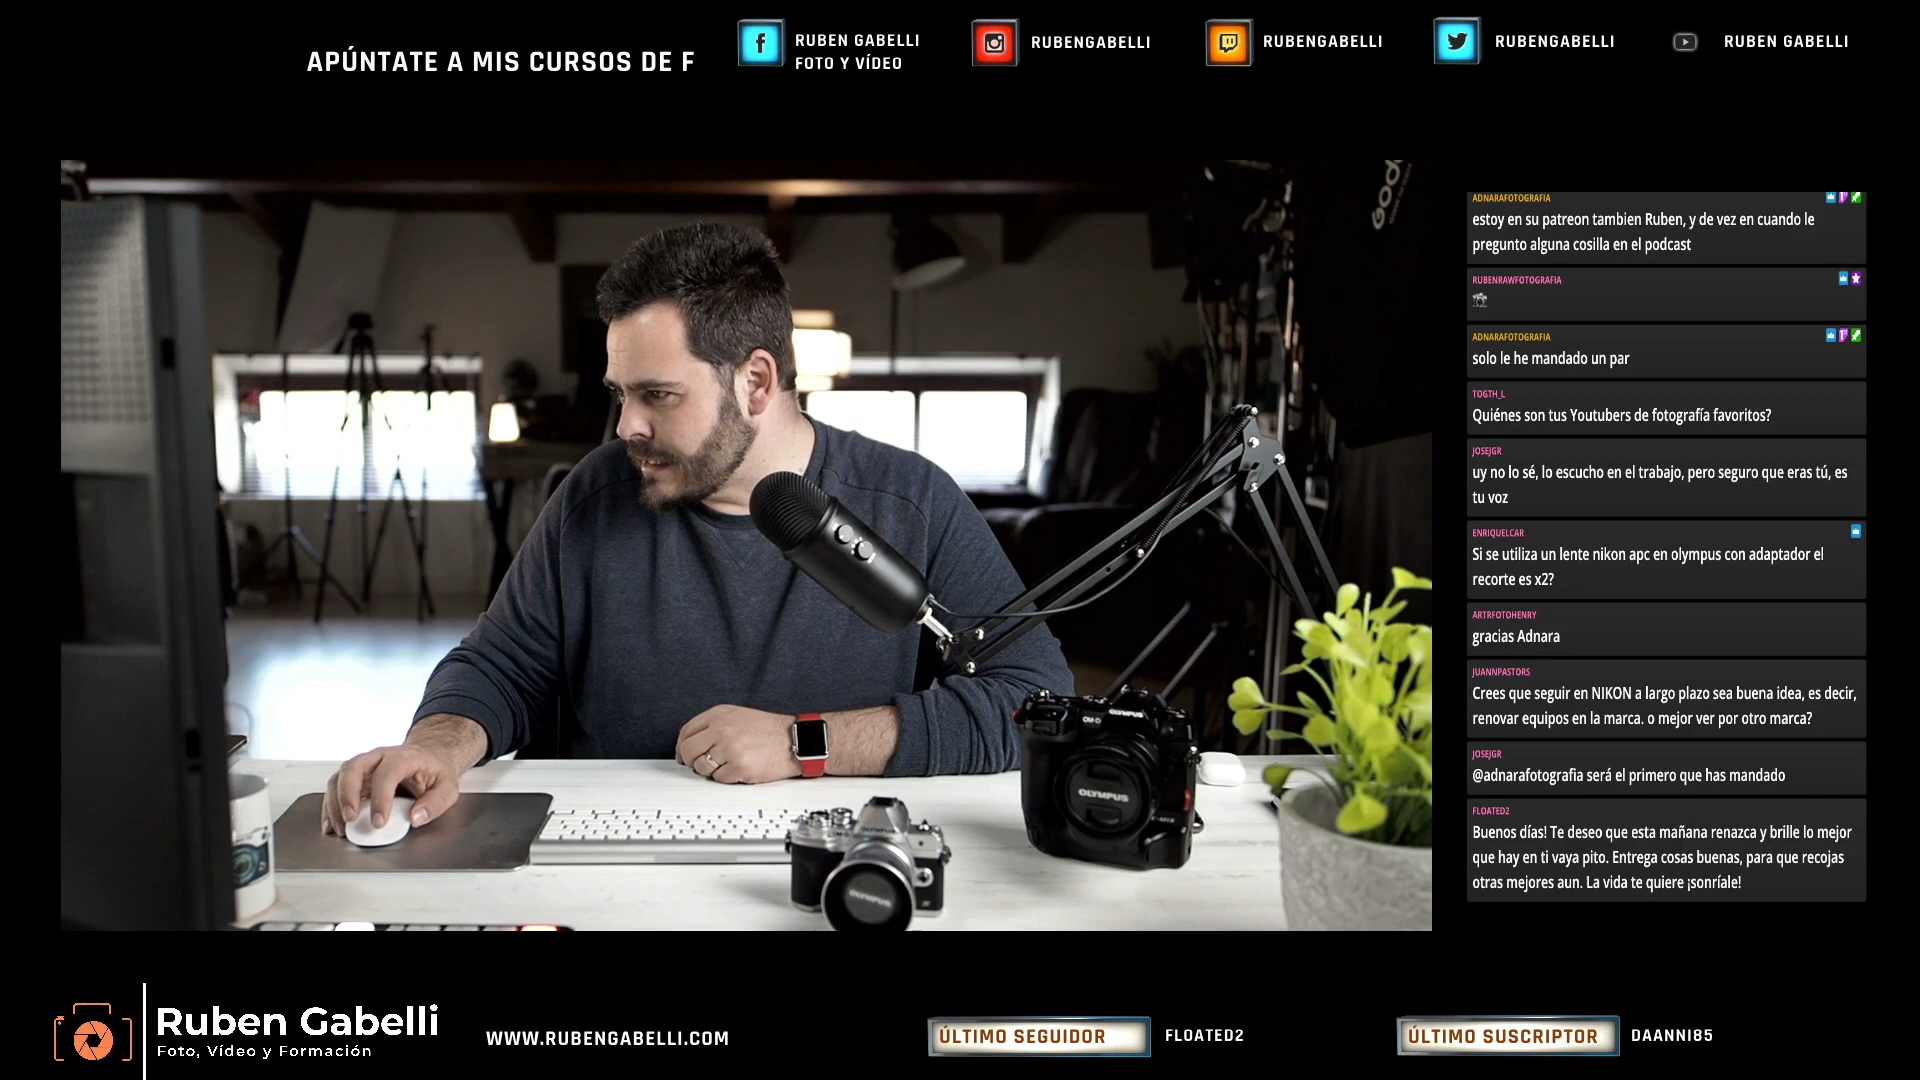 APÚNTATE A MIS CURSOS DE F
RUBEN GABELLI
FOTO Y VÍDEO
RUBENGABELLI
RUBENGABELLI
RUBENGABELLI
RUBEN GABELLI
ADNARAFOTOGRAFIA
estoy en su patreon tambien Ruben, y de vez en cuando le
pregunto alguna cosilla en el podcast
RUBENRAWFOTOGRAFIA
ADNARAFOTOGRAFIA
solo le he mandado un par
TOGTH_L
Quiénes son tus Youtubers de fotografía favoritos?
JOSEJGR
uy no lo sé, lo escucho en el trabajo, pero seguro que eras tú, es
tu voz
ENRIQUELCAR
Si se utiliza un lente nikon apc en olympus con adaptador el
recorte es x2?
ARTRFOTOHENRY
gracias Adnara
JUANNPASTORS
Crees que seguir en NIKON a largo plazo sea buena idea, es decir,
renovar equipos en la marca. o mejor ver por otro marca?
JOSEJGR
@adnarafotografia será el primero que has mandado
FLOATED2
Buenos días! Te deseo que esta mañana renazca y brille lo mejor
que hay en ti vaya pito. Entrega cosas buenas, para que recojas
otras mejores aun. La vida te quiere ¡sonríale!
OM-D OLYMPUS
OLYMPUS
OLYMPUS
OLYMPUS
Ruben Gabelli
Foto, Vídeo y Formación
WWW.RUBENGABELLI.COM
ÚLTIMO SEGUIDOR
FLOATED2
ÚLTIMO SUSCRIPTOR
DAANNI85